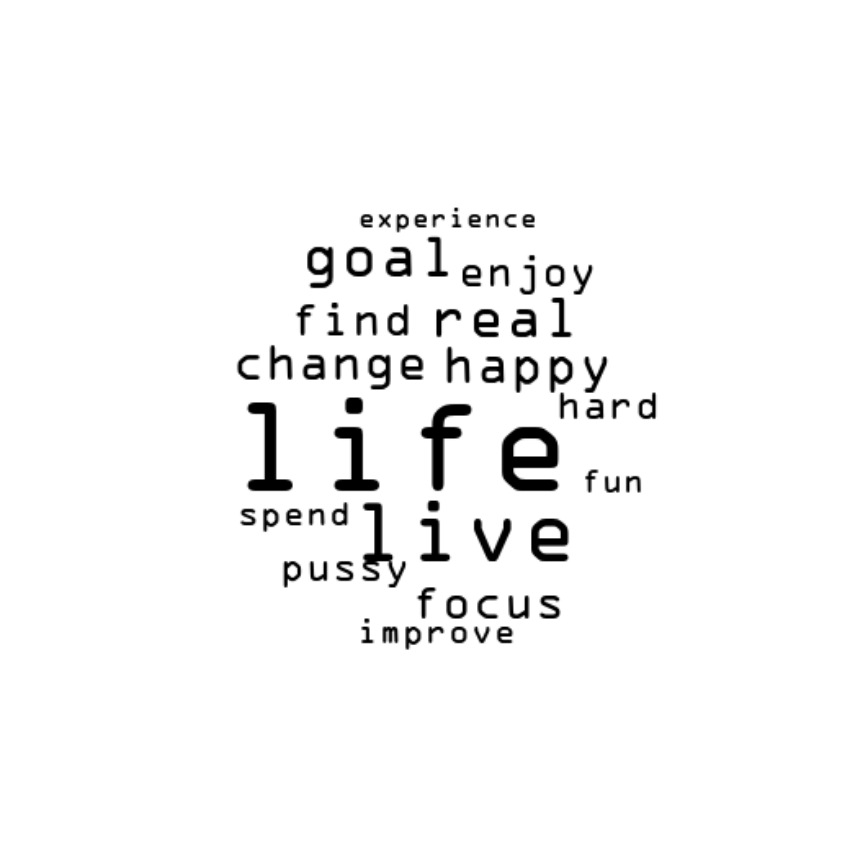 experience
goal enjoy
find real
change happy
hard
life
fun
spend live
pussy
focus
improve